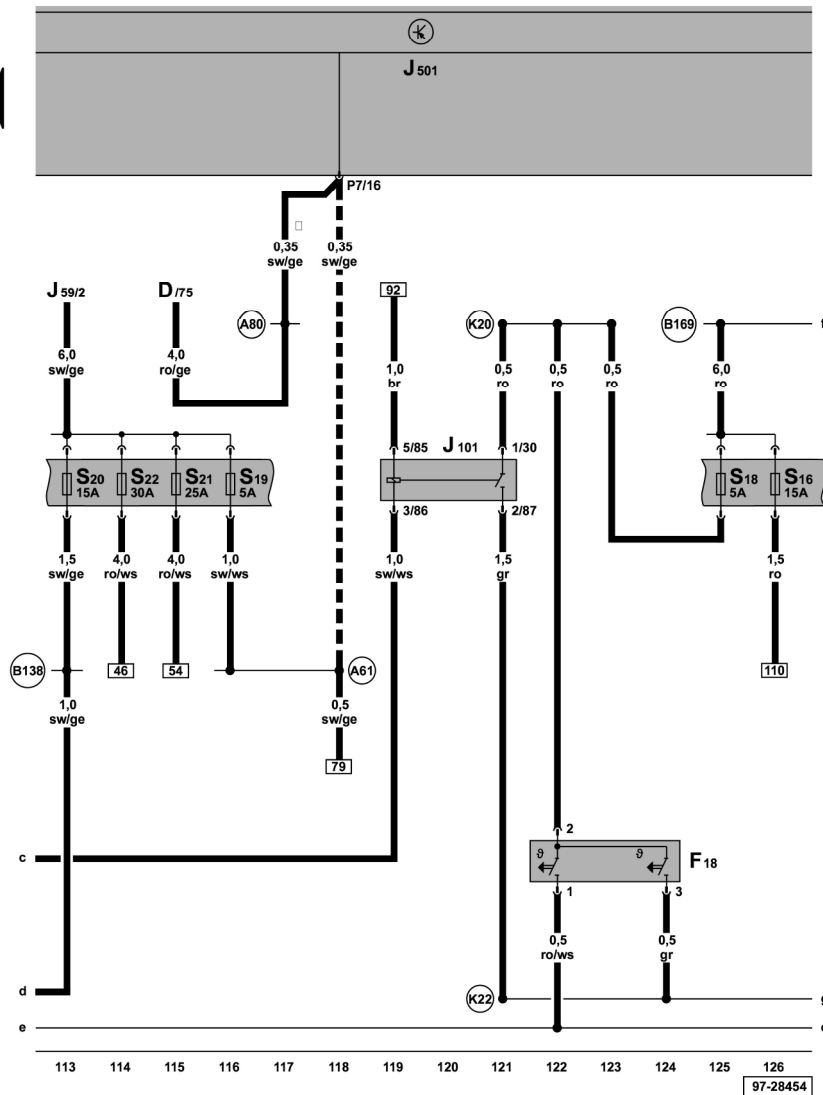 J 501
P7/16
0,35 0,35
sw/ge sw/ge
J 59/2 D /75 92
A80 K20 B169 f
6,0 4,0 1,0 0,5 0,5 0,5 6,0
sw/ge ro/ge br ro ro ro ro
5/85 J 101 1/30
S20 S22 S21 S19 S18 S16
15A 30A 25A 5A 5A 15A
3/86 2/87
1,5 4,0 4,0 1,0 1,0 1,5 1,5
sw/ge ro/ws ro/ws sw/ws sw/ws gr ro
B138 46 54 A61 110
1,0 0,5
sw/ge sw/ge
79
2
c ϑ ϑ F 18
1 3
0,5 0,5
ro/ws gr
d K22 g
e e
113 114 115 116 117 118 119 120 121 122 123 124 125 126
97-28454